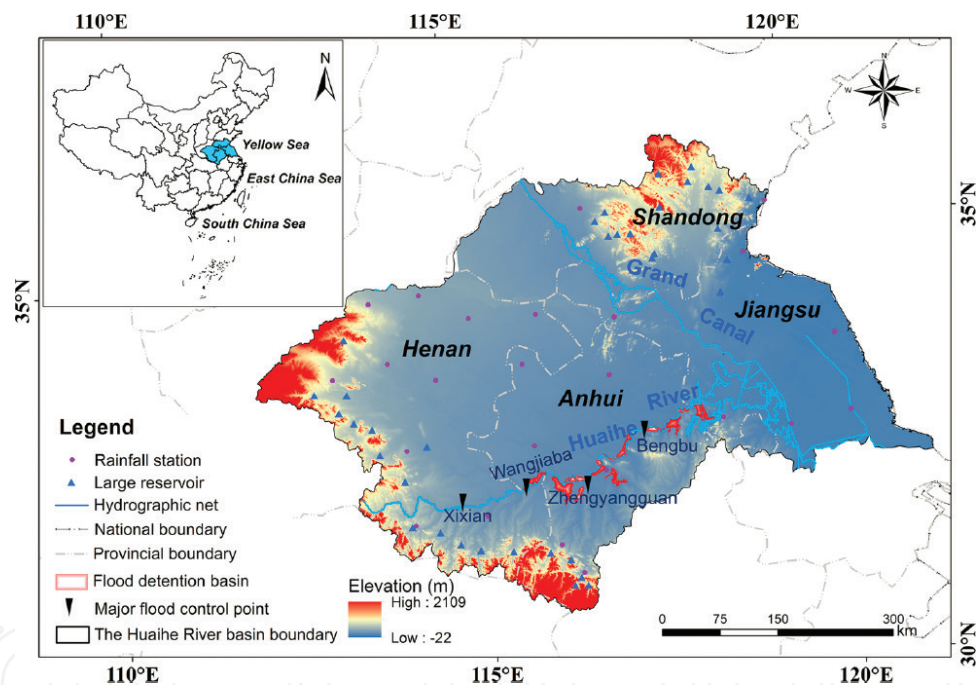 110°E
115°E
120°E
N
Yellow Sea
East China Sea
South China Sea
N
W
E
S
35°N
35°N
Shandong
Grand
Canal
Jiangsu
Henan
Anhui
Huaihe
River
Bengbu
Wangjiaba
Zhengyangguan
Xixian
Legend
Rainfall station
Large reservoir
Hydrographic net
National boundary
Provincial boundary
Flood detention basin
Major flood control point
The Huaihe River basin boundary
Elevation (m)
High : 2109
Low : -22
0 75 150 300
km
30°N
110°E
115°E
120°E